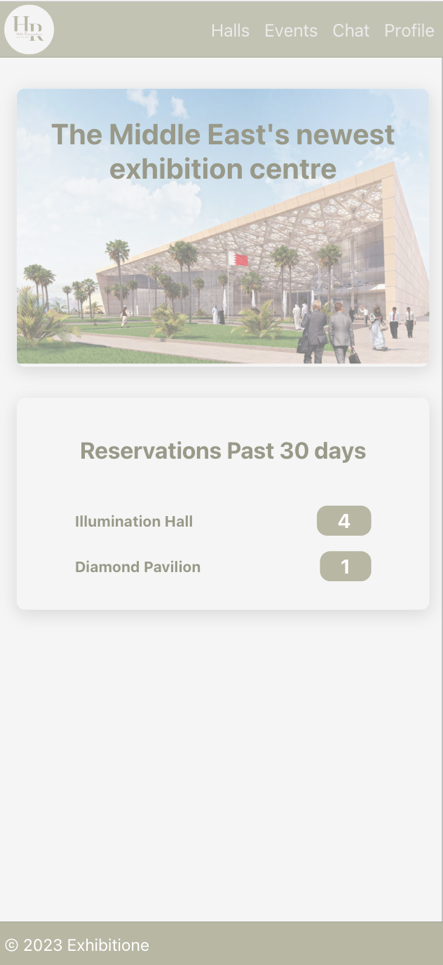 HR
Halls Events Chat Profile
The Middle East's newest
exhibition centre
Reservations Past 30 days
Illumination Hall 4
Diamond Pavilion 1
© 2023 Exhibitione